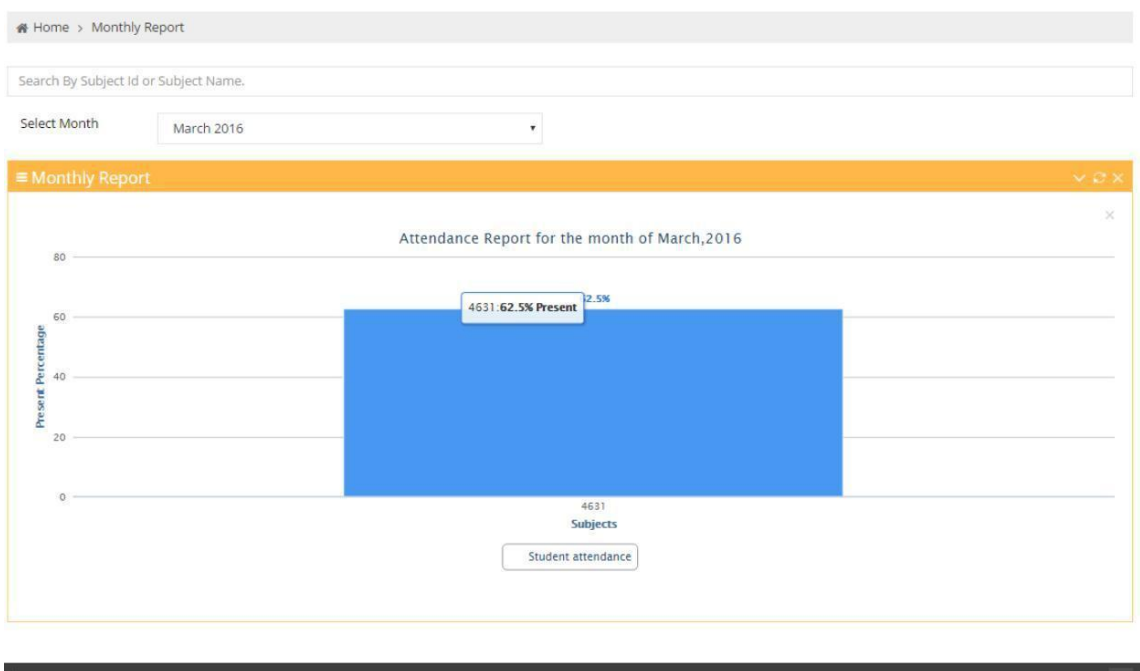 Home > Monthly Report
Search By Subject Id or Subject Name.
Select Month
March 2016
Monthly Report
Attendance Report for the month of March,2016
80
60
40
20
0
Present Percentage
2.5%
4631:62.5% Present
4631
Subjects
Student attendance